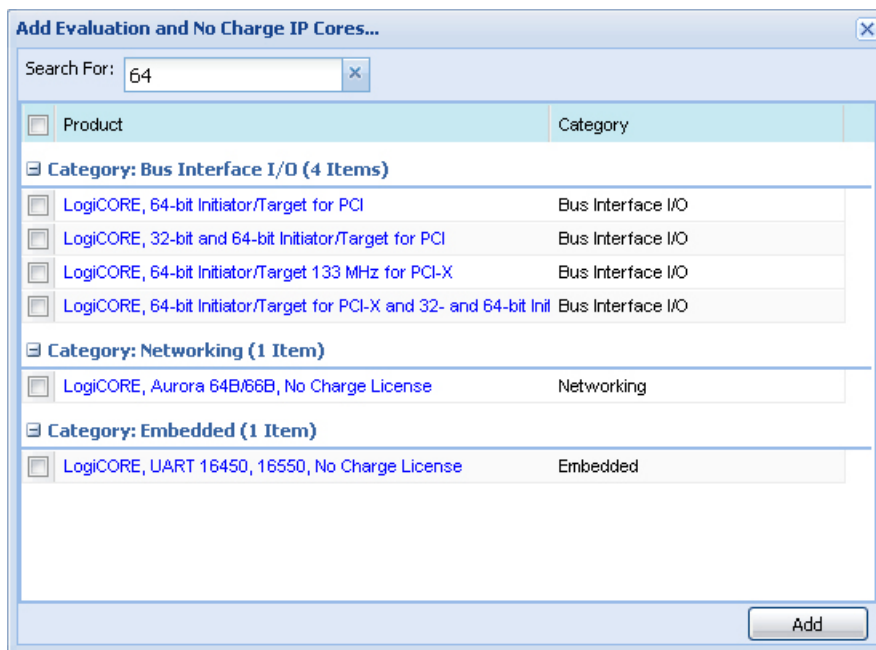 Add Evaluation and No Charge IP Cores...
Search For: 64
Product Category
Category: Bus Interface I/O (4 Items)
LogiCORE, 64-bit Initiator/Target for PCI Bus Interface I/O
LogiCORE, 32-bit and 64-bit Initiator/Target for PCI Bus Interface I/O
LogiCORE, 64-bit Initiator/Target 133 MHz for PCI-X Bus Interface I/O
LogiCORE, 64-bit Initiator/Target for PCI-X and 32- and 64-bit Init Bus Interface I/O
Category: Networking (1 Item)
LogiCORE, Aurora 64B/66B, No Charge License Networking
Category: Embedded (1 Item)
LogiCORE, UART 16450, 16550, No Charge License Embedded
Add